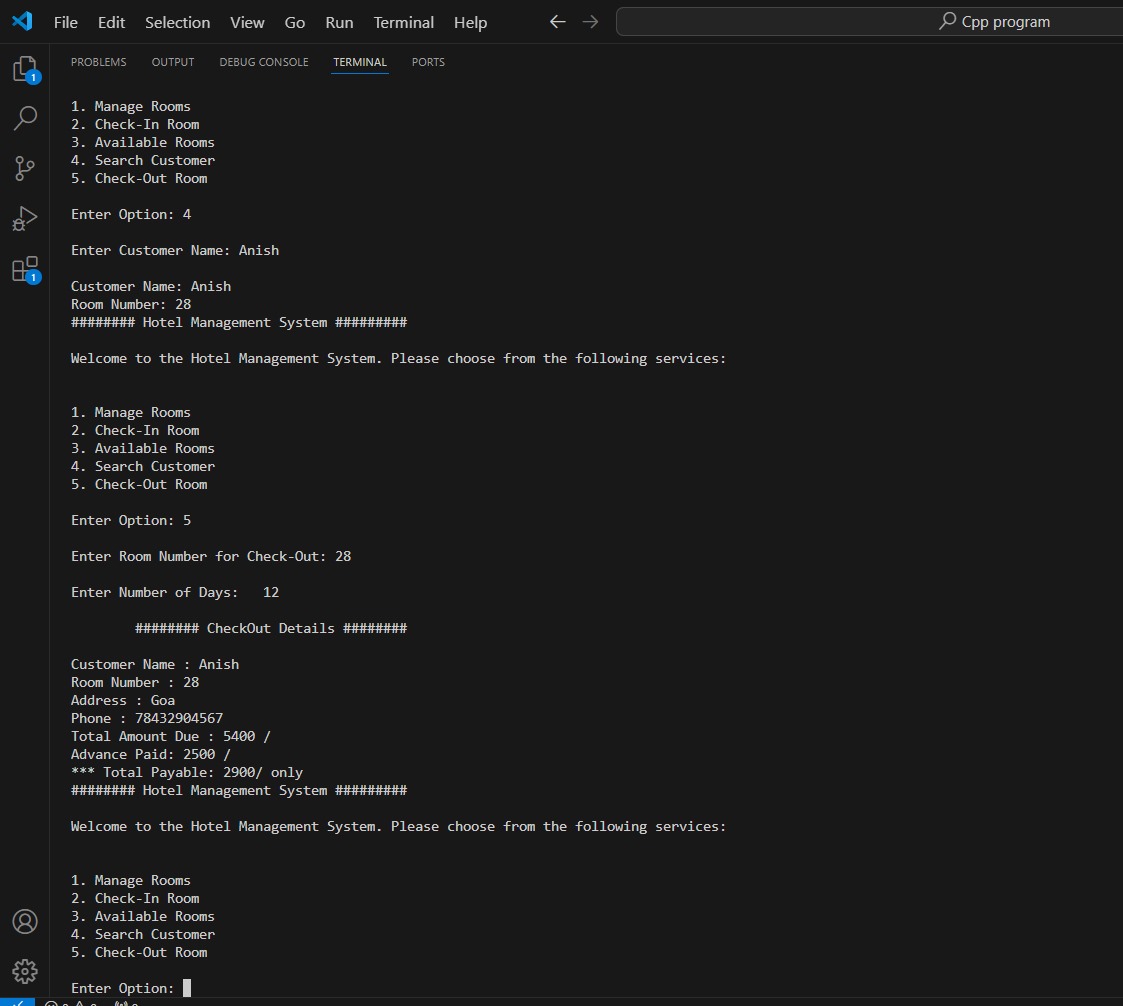 File Edit Selection View Go Run Terminal Help
Cpp program
PROBLEMS OUTPUT DEBUG CONSOLE TERMINAL PORTS
1. Manage Rooms
2. Check-In Room
3. Available Rooms
4. Search Customer
5. Check-Out Room
Enter Option: 4
Enter Customer Name: Anish
Customer Name: Anish
Room Number: 28
######## Hotel Management System #########
Welcome to the Hotel Management System. Please choose from the following services:
1. Manage Rooms
2. Check-In Room
3. Available Rooms
4. Search Customer
5. Check-Out Room
Enter Option: 5
Enter Room Number for Check-Out: 28
Enter Number of Days:   12
######## CheckOut Details ########
Customer Name : Anish
Room Number : 28
Address : Goa
Phone : 78432904567
Total Amount Due : 5400 /
Advance Paid: 2500 /
*** Total Payable: 2900/ only
######## Hotel Management System #########
Welcome to the Hotel Management System. Please choose from the following services:
1. Manage Rooms
2. Check-In Room
3. Available Rooms
4. Search Customer
5. Check-Out Room
Enter Option:
1
1